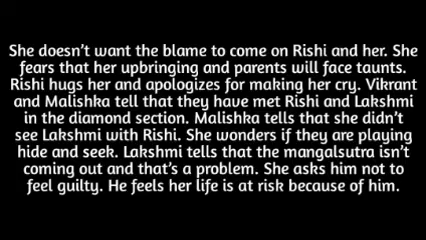 She doesn’t want the blame to come on Rishi and her. She
fears that her upbringing and parents will face taunts.
Rishi hugs her and apologizes for making her cry. Vikrant
and Malishka tell that they have met Rishi and Lakshmi
in the diamond section. Malishka tells that she didn’t
see Lakshmi with Rishi. She wonders if they are playing
hide and seek. Lakshmi tells that the mangalsutra isn’t
coming out and that’s a problem. She asks him not to
feel guilty. He feels her life is at risk because of him.